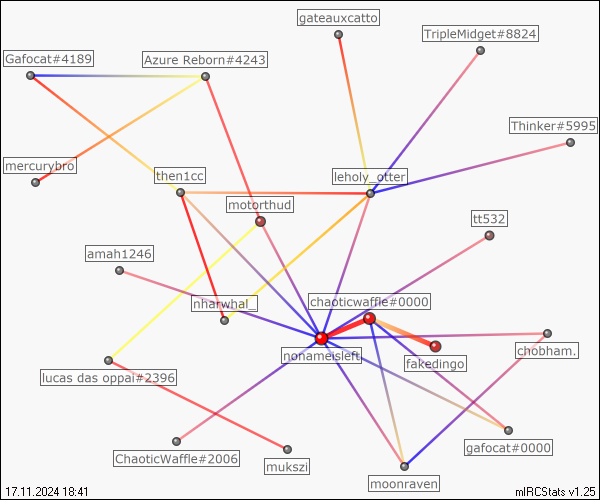 gateauxcatto
TripleMidget#8824
Gafocat#4189
Azure Reborn#4243
Thinker#5995
mercurybro
then1cc
leholy_otter
motorthud
tt532
amah1246
nharwhal_
chaoticwaffle#0000
nonameisleft
chobham.
fakedingo
lucas das oppai#2396
gafocat#0000
ChaoticWaffle#2006
mukszi
moonraven
17.11.2024 18:41
mIRCStats v1.25